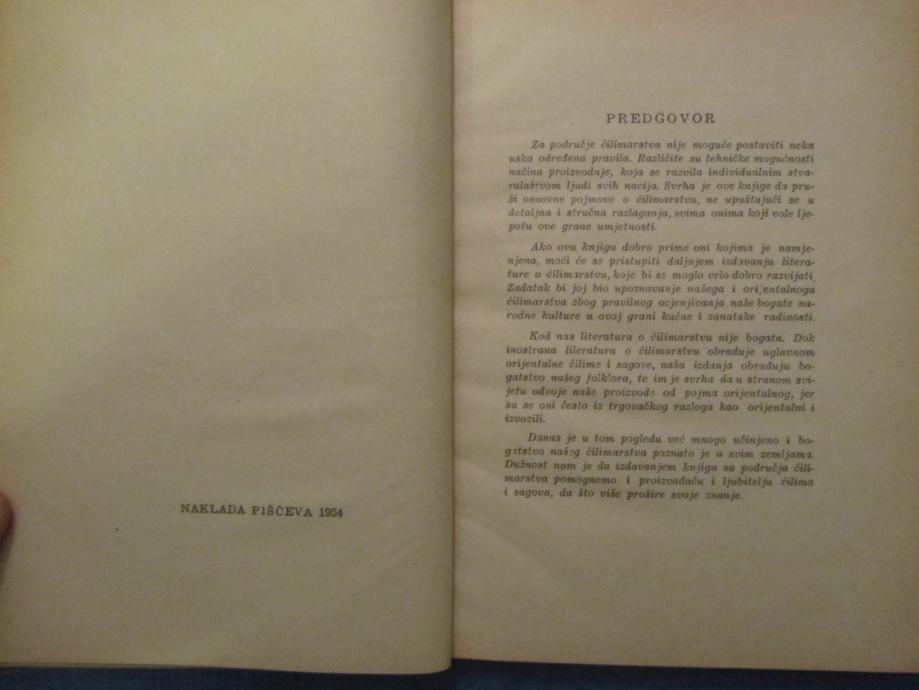 NAKLADA PIŠČEVA 1954
PREDGOVOR
Za područje ćilimarstva nije moguće postaviti neka
uska određena pravila. Različite su tehničke mogućnosti
načina proizvodnje, koja se razvila individualnim stva-
ralaštvom ljudi svih nacija. Svrha je ove knjige da pru-
ži osnovne pojmove o ćilimarstvu, ne upuštajući se u
detaljna i stručna razlaganja, svima onima koji vole lje-
potu ove grane umjetnosti.
Ako ovu knjigu dobro prime oni kojima je namje-
njena, moći će se pristupiti daljnjem izdavanju litera-
ture o ćilimarstvu, koje bi se moglo vrlo dobro razvijati.
Zadatak bi joj bio upoznavanje našega i orijentalnoga
ćilimarstva zbog pravilnog ocjenjivanja naše bogate na-
rodne kulture u ovoj grani kućne i zanatske radinosti.
Kod nas literatura o ćilimarstvu nije bogata. Dok
inostrana lileratura o ćilimarstvu obrađuje uglavnom
orijentalne ćilime i sagove, naša izdanja obrađuju bo-
gatstvo našeg folklora, te im je svrha da u stranom svi-
jetu odvoje naše proizvode od pojma orijentalnog, jer
su se oni često iz trgovačkog razloga kao orijentalni i
izvozili.
Danas je u tom pogledu već mnogo učinjeno i bo-
gatstvo našeg ćilimarstva poznato je u svim zemljama.
Dužnost nam je da izdavanjem knjiga sa područja ćili-
marstva pomognemo i proizvađaču i ljubitelju ćilima
i sagova, da što više prošire svoje znanje.